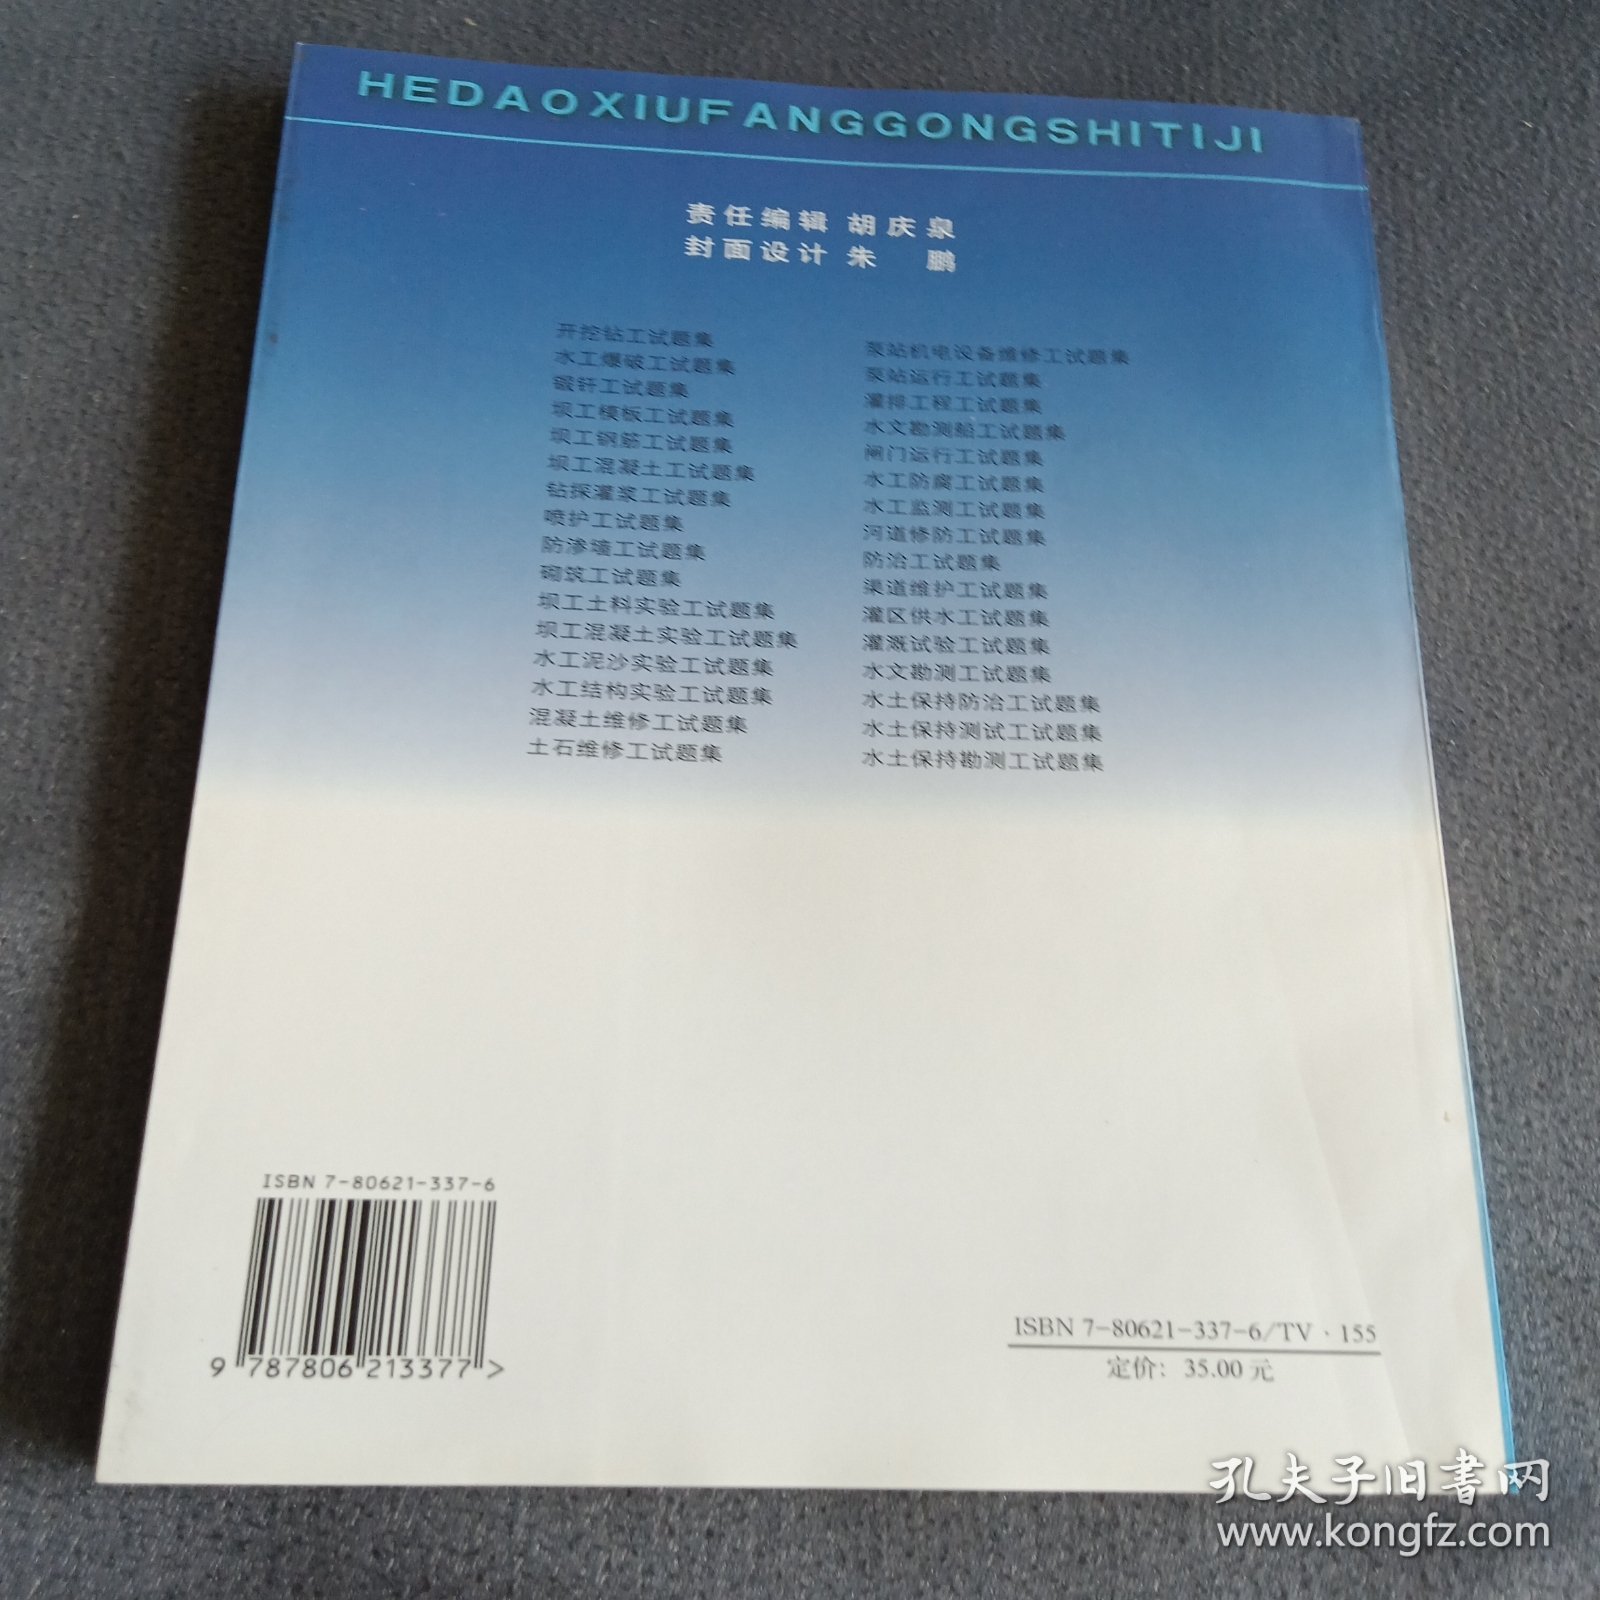 HEDAOXIUFANGGONGSHITIJI
责任编辑 胡庆泉
封面设计 朱 鹏
开挖钻工试题集
水工爆破工试题集
锻钎工试题集
坝工模板工试题集
坝工钢筋工试题集
坝工混凝土工试题集
钻探灌浆工试题集
喷护工试题集
防渗墙工试题集
砌筑工试题集
坝工土料实验工试题集
坝工混凝土实验工试题集
水工泥沙实验工试题集
水工结构实验工试题集
混凝土维修工试题集
土石维修工试题集
泵站机电设备维修工试题集
泵站运行工试题集
灌排工程工试题集
水文勘测船工试题集
闸门运行工试题集
水工防腐工试题集
水工监测工试题集
河道修防工试题集
防治工试题集
渠道维护工试题集
灌区供水工试题集
灌溉试验工试题集
水文勘测工试题集
水土保持防治工试题集
水土保持测试工试题集
水土保持勘测工试题集
ISBN 7-80621-337-6
9 787806 213377 >
ISBN 7-80621-337-6/TV·155
定价：35.00 元
孔夫子旧书网
www.kongfz.com